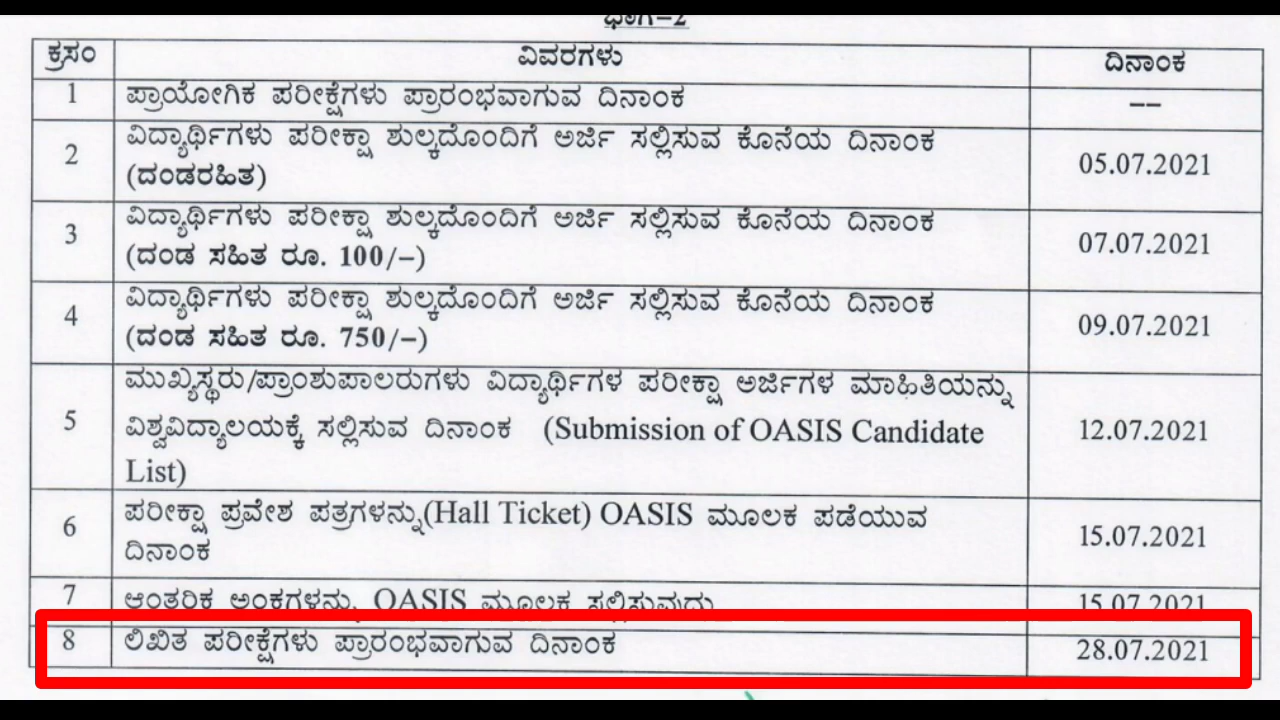 ಭಾಗ–2
ಕ್ರಸಂ ವಿವರಗಳು ದಿನಾಂಕ
1 ಪ್ರಾಯೋಗಿಕ ಪರೀಕ್ಷೆಗಳು ಪ್ರಾರಂಭವಾಗುವ ದಿನಾಂಕ --
2 ವಿದ್ಯಾರ್ಥಿಗಳು ಪರೀಕ್ಷಾ ಶುಲ್ಕದೊಂದಿಗೆ ಅರ್ಜಿ ಸಲ್ಲಿಸುವ ಕೊನೆಯ ದಿನಾಂಕ 05.07.2021
(ದಂಡರಹಿತ)
3 ವಿದ್ಯಾರ್ಥಿಗಳು ಪರೀಕ್ಷಾ ಶುಲ್ಕದೊಂದಿಗೆ ಅರ್ಜಿ ಸಲ್ಲಿಸುವ ಕೊನೆಯ ದಿನಾಂಕ 07.07.2021
(ದಂಡ ಸಹಿತ ರೂ. 100/–)
4 ವಿದ್ಯಾರ್ಥಿಗಳು ಪರೀಕ್ಷಾ ಶುಲ್ಕದೊಂದಿಗೆ ಅರ್ಜಿ ಸಲ್ಲಿಸುವ ಕೊನೆಯ ದಿನಾಂಕ 09.07.2021
(ದಂಡ ಸಹಿತ ರೂ. 750/–)
5 ಮುಖ್ಯಸ್ಥರು/ಪ್ರಾಂಶುಪಾಲರುಗಳು ವಿದ್ಯಾರ್ಥಿಗಳ ಪರೀಕ್ಷಾ ಅರ್ಜಿಗಳ ಮಾಹಿತಿಯನ್ನು
ವಿಶ್ವವಿದ್ಯಾಲಯಕ್ಕೆ ಸಲ್ಲಿಸುವ ದಿನಾಂಕ (Submission of OASIS Candidate 12.07.2021
List)
6 ಪರೀಕ್ಷಾ ಪ್ರವೇಶ ಪತ್ರಗಳನ್ನು(Hall Ticket) OASIS ಮೂಲಕ ಪಡೆಯುವ 15.07.2021
ದಿನಾಂಕ
7 ಆಂತರಿಕ ಅಂಕಗಳನ್ನು OASIS ಮೂಲಕ ಸಲ್ಲಿಸುವುದು 15.07.2021
8 ಲಿಖಿತ ಪರೀಕ್ಷೆಗಳು ಪ್ರಾರಂಭವಾಗುವ ದಿನಾಂಕ 28.07.2021